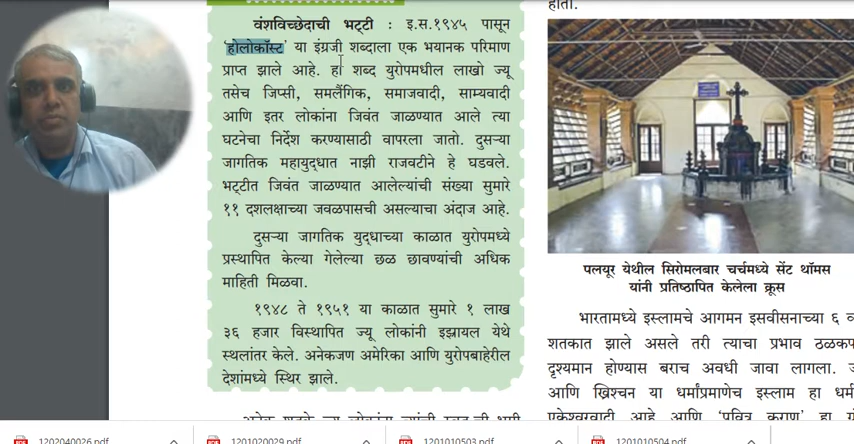 वंशविच्छेदाची भट्टी : इ.स.१९४५ पासून
'होलोकॉस्ट' या इंग्रजी शब्दाला एक भयानक परिमाण
प्राप्त झाले आहे. हा शब्द युरोपमधील लाखो ज्यू
तसेच जिप्सी, समलैंगिक, समाजवादी, साम्यवादी
आणि इतर लोकांना जिवंत जाळण्यात आले त्या
घटनेचा निर्देश करण्यासाठी वापरला जातो. दुसऱ्या
जागतिक महायुद्धात नाझी राजवटीने हे घडवले.
भट्टीत जिवंत जाळण्यात आलेल्यांची संख्या सुमारे
११ दशलक्षाच्या जवळपासची असल्याचा अंदाज आहे.
दुसऱ्या जागतिक युद्धाच्या काळात युरोपमध्ये
प्रस्थापित केल्या गेलेल्या छळ छावण्यांची अधिक
माहिती मिळवा.
१९४८ ते १९५१ या काळात सुमारे १ लाख
३६ हजार विस्थापित ज्यू लोकांनी इझ्रायल येथे
स्थलांतर केले. अनेकजण अमेरिका आणि युरोपबाहेरील
देशांमध्ये स्थिर झाले.
होता.
पलयूर येथील सिरोमलबार चर्चमध्ये सेंट थॉमस
यांनी प्रतिष्ठापित केलेला क्रूस
भारतामध्ये इस्लामचे आगमन इसवीसनाच्या ६ व्
शतकात झाले असले तरी त्याचा प्रभाव ठळकप
दृश्यमान होण्यास बराच अवधी जावा लागला.
आणि ख्रिश्चन या धर्मांप्रमाणेच इस्लाम हा धर्म
एकेश्वरवादी आहे आणि 'पवित्र कुराण' हा
1202040026.pdf
1201020029.pdf
1201010503.pdf
1201010504.pdf